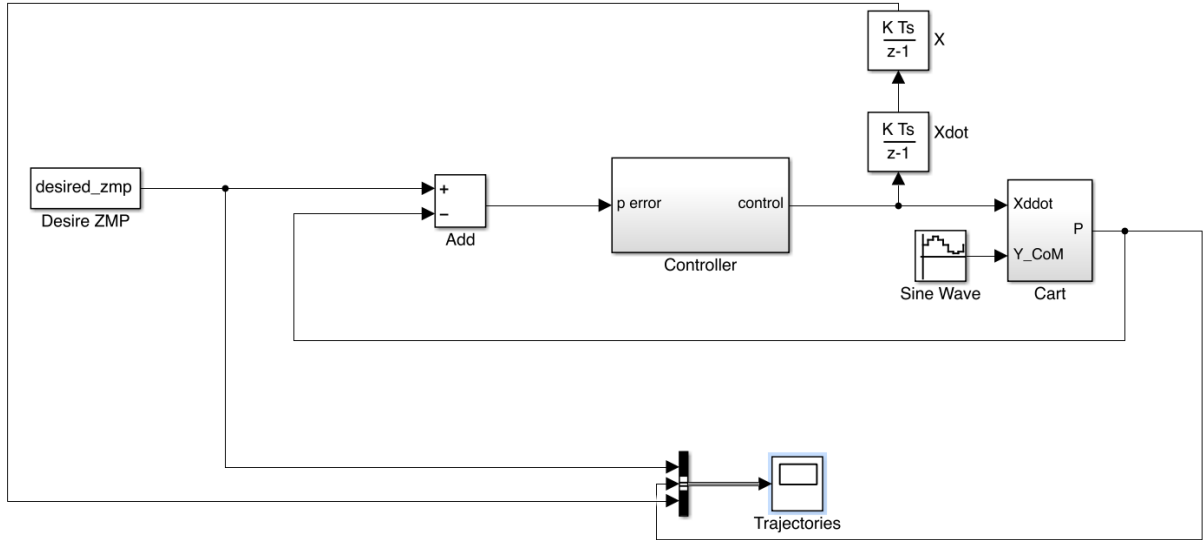 K Ts
z-1
X
K Ts
z-1
Xdot
desired_zmp
Desire ZMP
+
−
Add
p error
control
Controller
Sine Wave
Xddot
P
Y_CoM
Cart
Trajectories